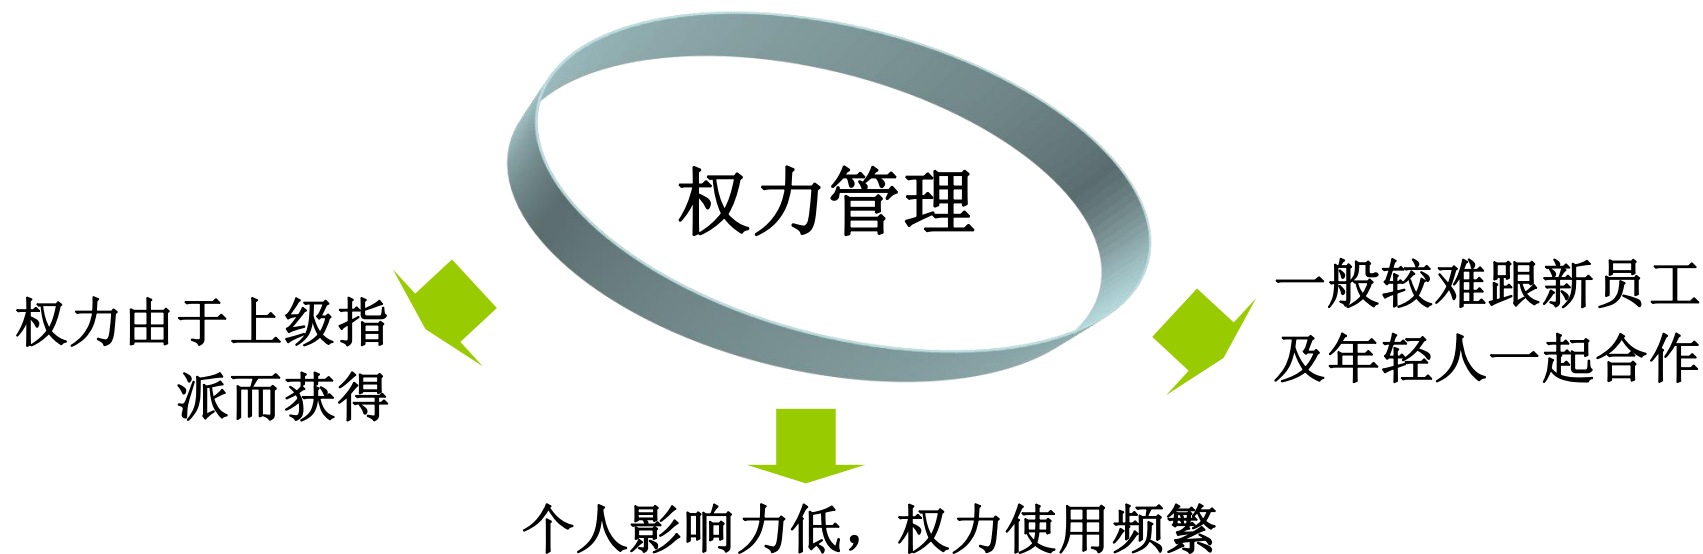 权力管理
权力由于上级指
派而获得
一般较难跟新员工
及年轻人一起合作
个人影响力低，权力使用频繁